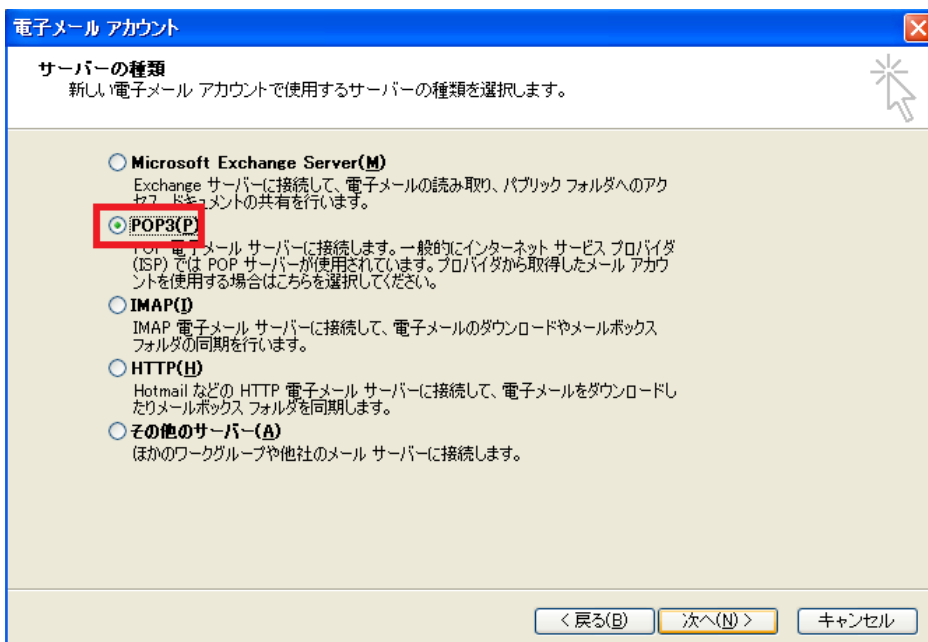 電子メール アカウント
サーバーの種類
新しい電子メール アカウントで使用するサーバーの種類を選択します。
Microsoft Exchange Server(M)
Exchange サーバーに接続して、電子メールの読み取り、パブリック フォルダへのアク
セス、ドキュメントの共有を行います。
POP3(P)
POP 電子メール サーバーに接続します。一般的にインターネット サービス プロバイダ
(ISP) では POP サーバーが使用されています。プロバイダから取得したメール アカウ
ントを使用する場合はこちらを選択してください。
IMAP(I)
IMAP 電子メール サーバーに接続して、電子メールのダウンロードやメールボックス
フォルダの同期を行います。
HTTP(H)
Hotmail などの HTTP 電子メール サーバーに接続して、電子メールをダウンロードし
たりメールボックス フォルダを同期します。
その他のサーバー(A)
ほかのワークグループや他社のメール サーバーに接続します。
< 戻る(B) 次へ(N) > キャンセル